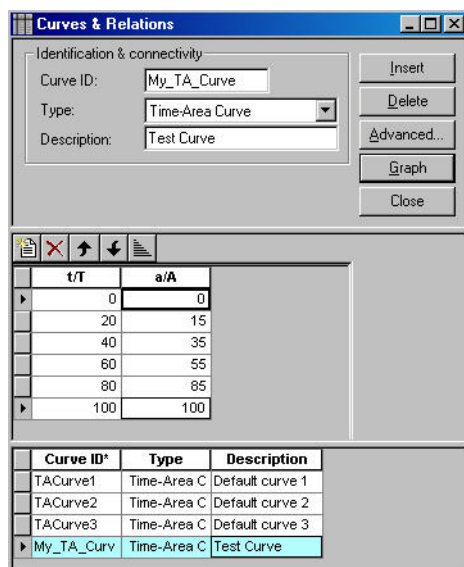 Curves & Relations
Identification & connectivity
Curve ID: My_TA_Curve
Type: Time-Area Curve
Description: Test Curve
Insert
Delete
Advanced...
Graph
Close
t/T a/A
0 0
20 15
40 35
60 55
80 85
100 100
Curve ID* Type Description
TACurve1 Time-Area C Default curve 1
TACurve2 Time-Area C Default curve 2
TACurve3 Time-Area C Default curve 3
My_TA_Curv Time-Area C Test Curve